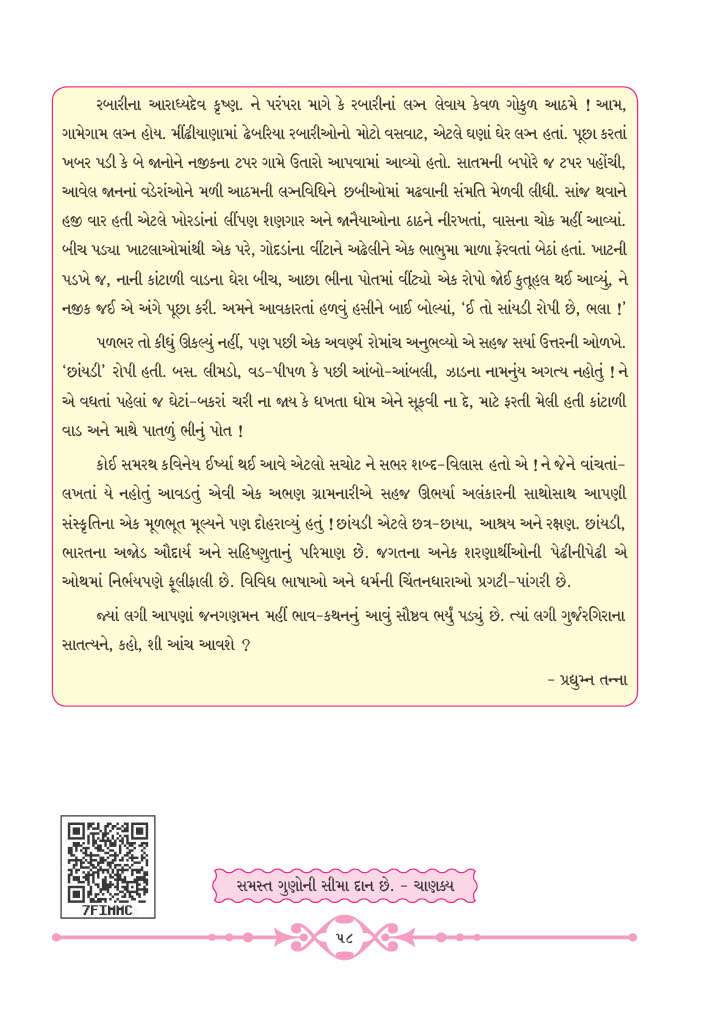 રબારીના આરાધ્યદેવ કૃષ્ણ. ને પરંપરા માગે કે રબારીનાં લગ્ન લેવાય કેવળ ગોકુળ આઠમે ! આમ,
ગામેગામ લગ્ન હોય. મીંઢીયાણામાં ઢેબરિયા રબારીઓનો મોટો વસવાટ, એટલે ઘણાં ઘેર લગ્ન હતાં. પૂછા કરતાં
ખબર પડી કે બે જાનોને નજીકના ટપર ગામે ઉતારો આપવામાં આવ્યો હતો. સાતમની બપોરે જ ટપર પહોંચી,
આવેલ જાનનાં વડેરાંઓને મળી આઠમની લગ્નવિધિને છબીઓમાં મઢવાની સંમતિ મેળવી લીધી. સાંજ થવાને
હજી વાર હતી એટલે ખોરડાંનાં લીંપણ શણગાર અને જાનૈયાઓના ઠાઠને નીરખતાં, વાસના ચોક મહીં આવ્યાં.
બીચ પડ્યા ખાટલાઓમાંથી એક પરે, ગોદડાંના વીંટાને અઢેલીને એક ભાભુમા માળા ફેરવતાં બેઠાં હતાં. ખાટની
પડખે જ, નાની કાંટાળી વાડના ઘેરા બીચ, આછા ભીના પોતમાં વીંટ્યો એક રોપો જોઈ કુતૂહલ થઈ આવ્યું, ને
નજીક જઈ એ અંગે પૂછા કરી. અમને આવકારતાં હળવું હસીને બાઈ બોલ્યાં, ‘ઈ તો સાંયડી રોપી છે, ભલા !’
પળભર તો કીધું ઊકલ્યું નહીં, પણ પછી એક અવર્ણ્ય રોમાંચ અનુભવ્યો એ સહજ સર્યા ઉત્તરની ઓળખે.
‘છાંયડી’ રોપી હતી. બસ. લીમડો, વડ-પીપળ કે પછી આંબો-આંબલી, ઝાડના નામનુંય અગત્ય નહોતું ! ને
એ વધતાં પહેલાં જ ઘેટાં-બકરાં ચરી ના જાય કે ધખતા ઘોમ એને સૂકવી ના દે, માટે ફરતી મેલી હતી કાંટાળી
વાડ અને માથે પાતળું ભીનું પોત !
કોઈ સમરથ કવિનેય ઈર્ષ્યા થઈ આવે એટલો સચોટ ને સભર શબ્દ-વિલાસ હતો એ ! ને જેને વાંચતાં-
લખતાં યે નહોતું આવડતું એવી એક અભણ ગ્રામનારીએ સહજ ઊભર્યા અલંકારની સાથોસાથ આપણી
સંસ્કૃતિના એક મૂળભૂત મૂલ્યને પણ દોહરાવ્યું હતું ! છાંયડી એટલે છત્ર-છાયા, આશ્રય અને રક્ષણ. છાંયડી,
ભારતના અજોડ ઔદાર્ય અને સહિષ્ણુતાનું પરિમાણ છે. જગતના અનેક શરણાર્થીઓની પેઢીનીપેઢી એ
ઓથમાં નિર્ભયપણે ફૂલીફાલી છે. વિવિધ ભાષાઓ અને ધર્મની ચિંતનધારાઓ પ્રગટી-પાંગરી છે.
જ્યાં લગી આપણાં જનગણમન મહીં ભાવ-કથનનું આવું સૌષ્ઠવ ભર્યું પડ્યું છે. ત્યાં લગી ગુર્જરગિરાના
સાતત્યને, કહો, શી આંચ આવશે ?
- પ્રદ્યુમ્ન તન્ના
7FIMMC
સમસ્ત ગુણોની સીમા દાન છે. - ચાણક્ય
૫૮